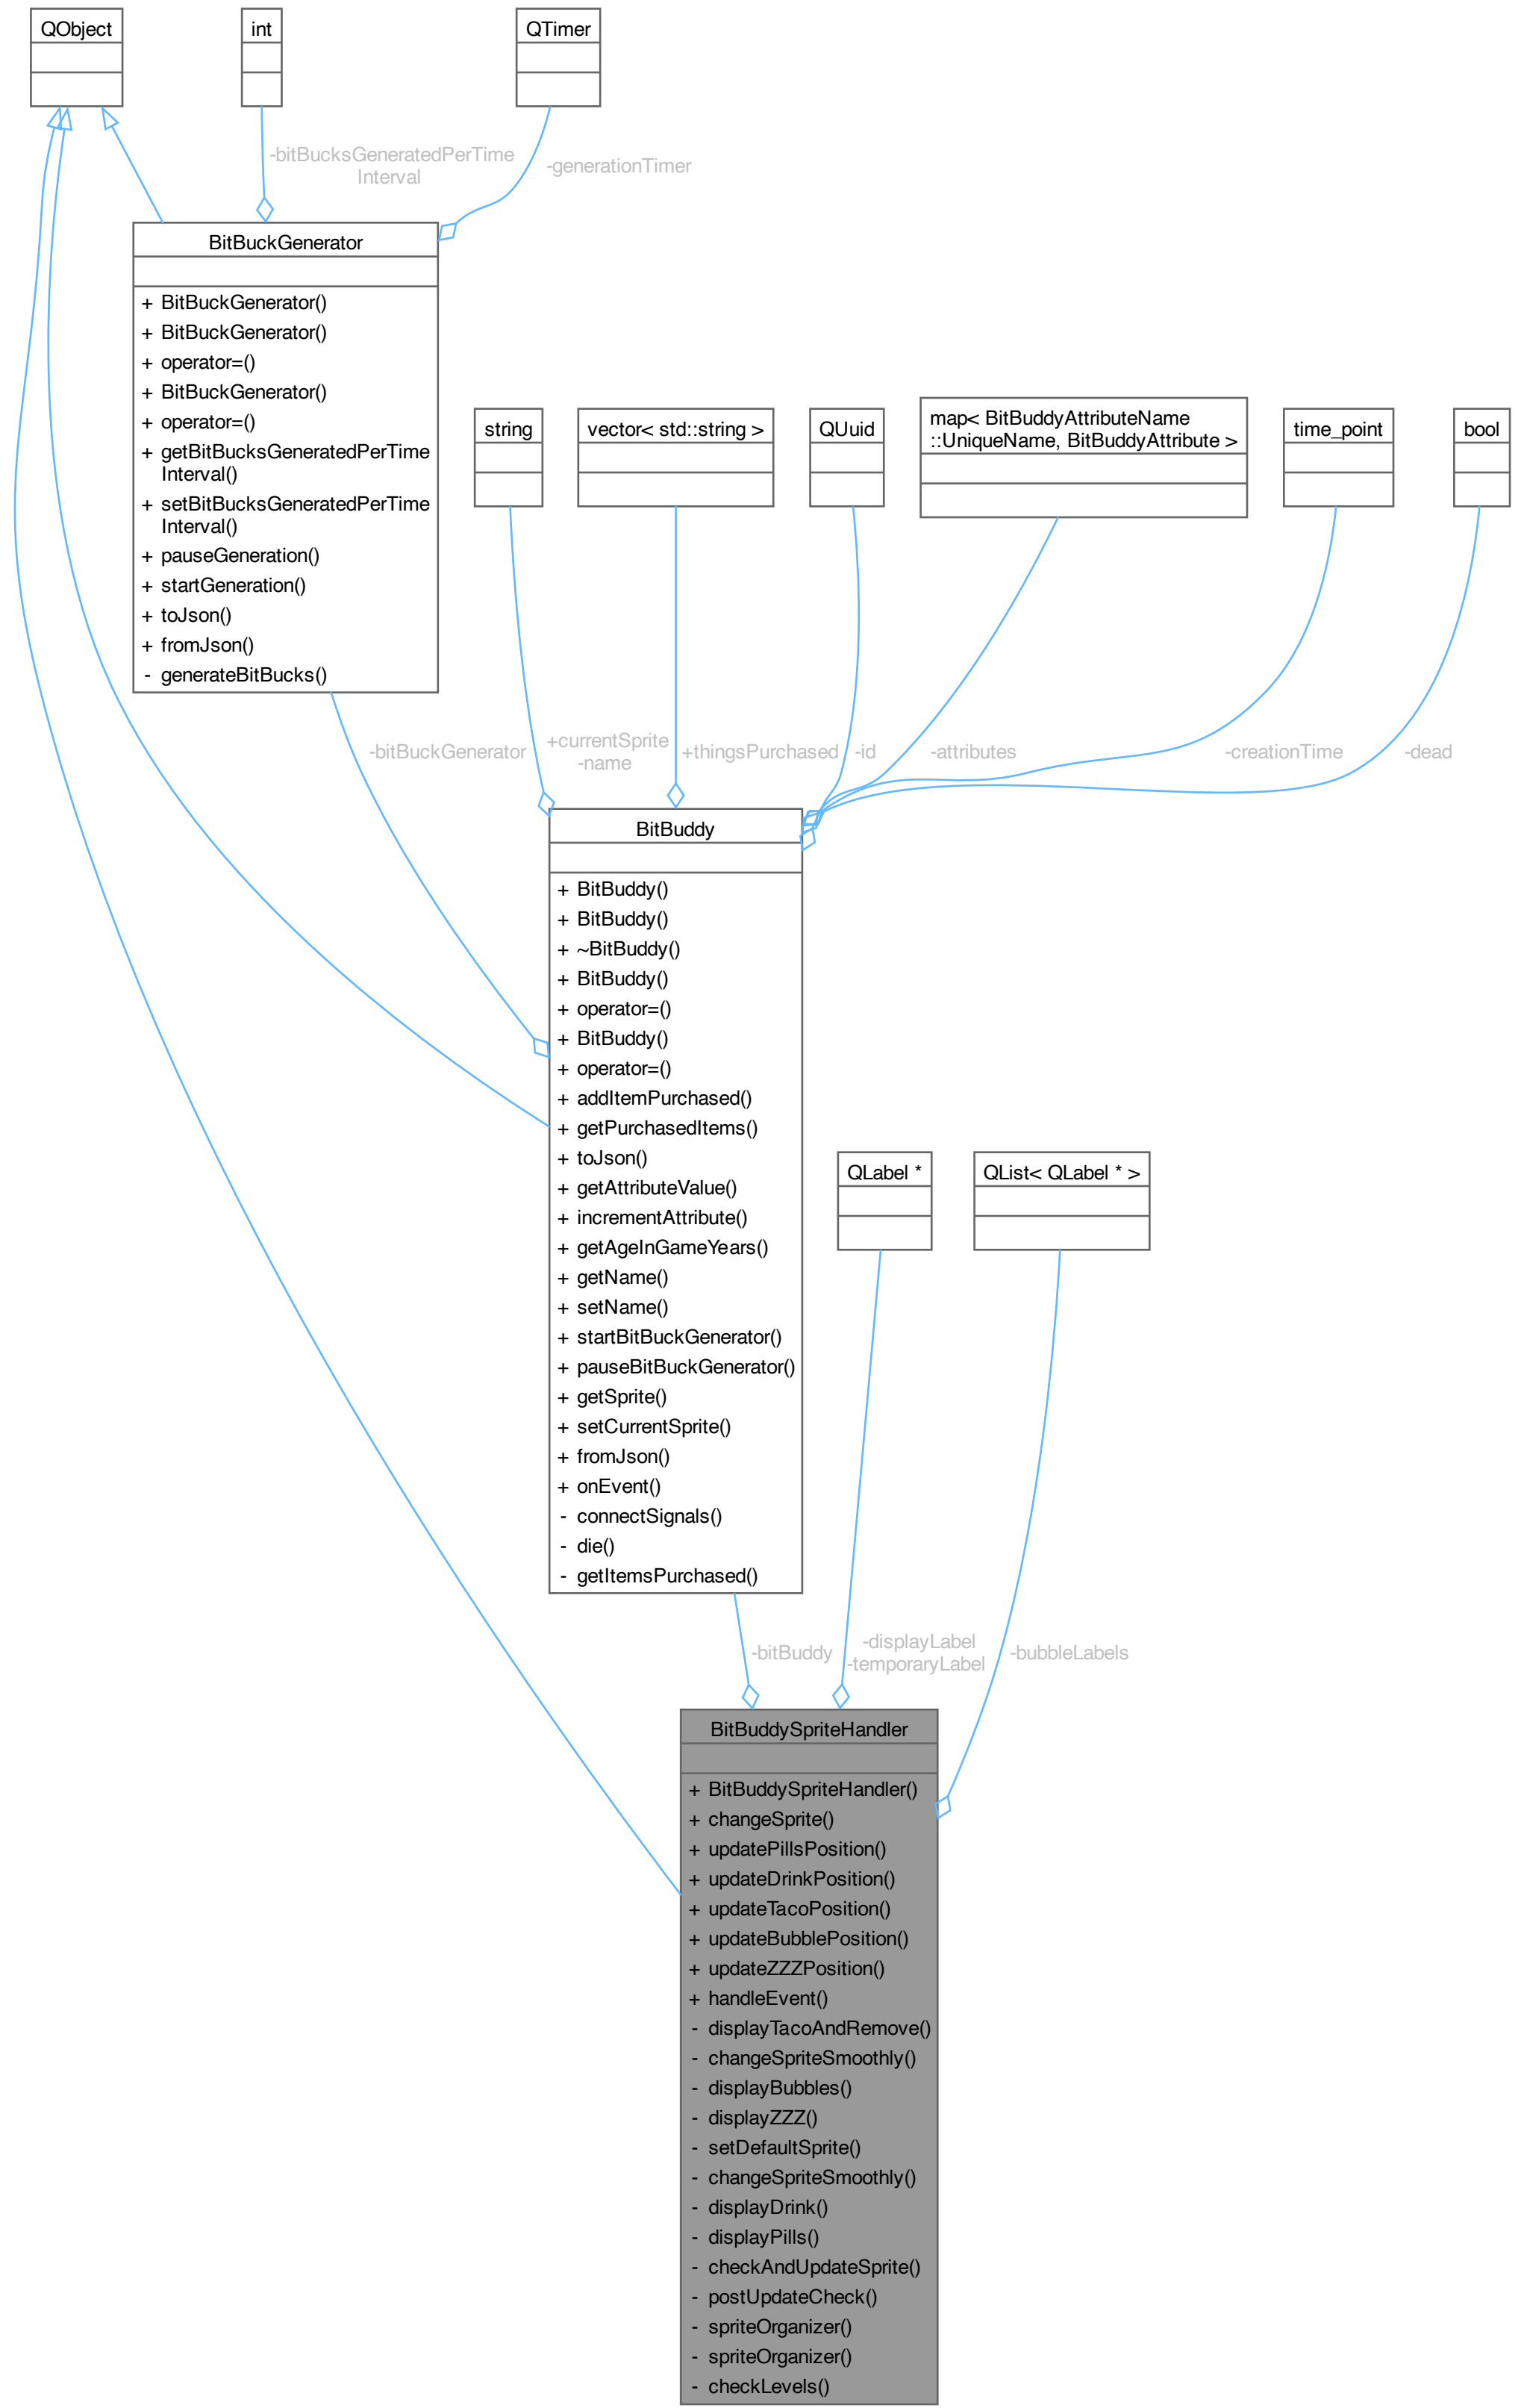 QObject
int
QTimer
-bitBucksGeneratedPerTime
Interval
-generationTimer
BitBuckGenerator
+ BitBuckGenerator()
+ BitBuckGenerator()
+ operator=()
+ BitBuckGenerator()
+ operator=()
+ getBitBucksGeneratedPerTime
Interval()
+ setBitBucksGeneratedPerTime
Interval()
+ pauseGeneration()
+ startGeneration()
+ toJson()
+ fromJson()
- generateBitBucks()
string
vector< std::string >
QUuid
map< BitBuddyAttributeName
::UniqueName, BitBuddyAttribute >
time_point
bool
-bitBuckGenerator
+currentSprite
-name
+thingsPurchased
-id
-attributes
-creationTime
-dead
BitBuddy
+ BitBuddy()
+ BitBuddy()
+ ~BitBuddy()
+ BitBuddy()
+ operator=()
+ BitBuddy()
+ operator=()
+ addItemPurchased()
+ getPurchasedItems()
+ toJson()
+ getAttributeValue()
+ incrementAttribute()
+ getAgeInGameYears()
+ getName()
+ setName()
+ startBitBuckGenerator()
+ pauseBitBuckGenerator()
+ getSprite()
+ setCurrentSprite()
+ fromJson()
+ onEvent()
- connectSignals()
- die()
- getItemsPurchased()
QLabel *
QList< QLabel * >
-bitBuddy
-displayLabel
-temporaryLabel
-bubbleLabels
BitBuddySpriteHandler
+ BitBuddySpriteHandler()
+ changeSprite()
+ updatePillsPosition()
+ updateDrinkPosition()
+ updateTacoPosition()
+ updateBubblePosition()
+ updateZZZPosition()
+ handleEvent()
- displayTacoAndRemove()
- changeSpriteSmoothly()
- displayBubbles()
- displayZZZ()
- setDefaultSprite()
- changeSpriteSmoothly()
- displayDrink()
- displayPills()
- checkAndUpdateSprite()
- postUpdateCheck()
- spriteOrganizer()
- spriteOrganizer()
- checkLevels()